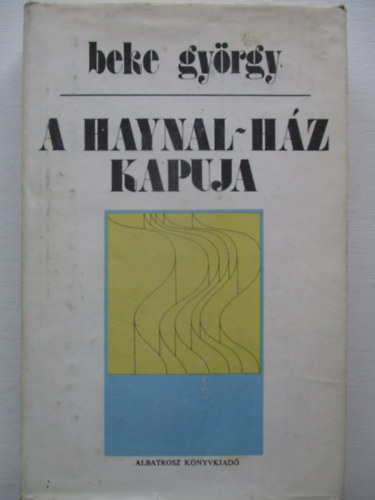 beke györgy
A HAYNAL-HÁZ
KAPUJA
ALBATROSZ KÖNYVKIADÓ